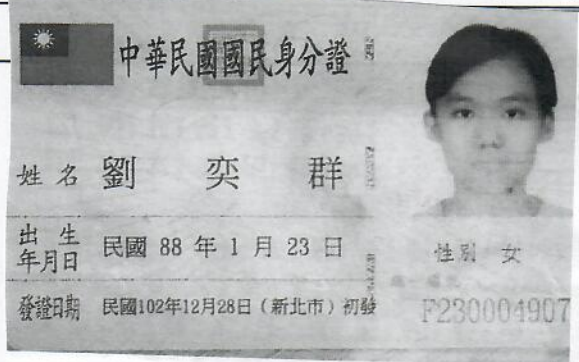 中華民國國民身分證
姓名 劉奕群
出生年月日 民國 88 年 1 月 23 日
性別 女
發證日期 民國102年12月28日（新北市）初發
F230004907